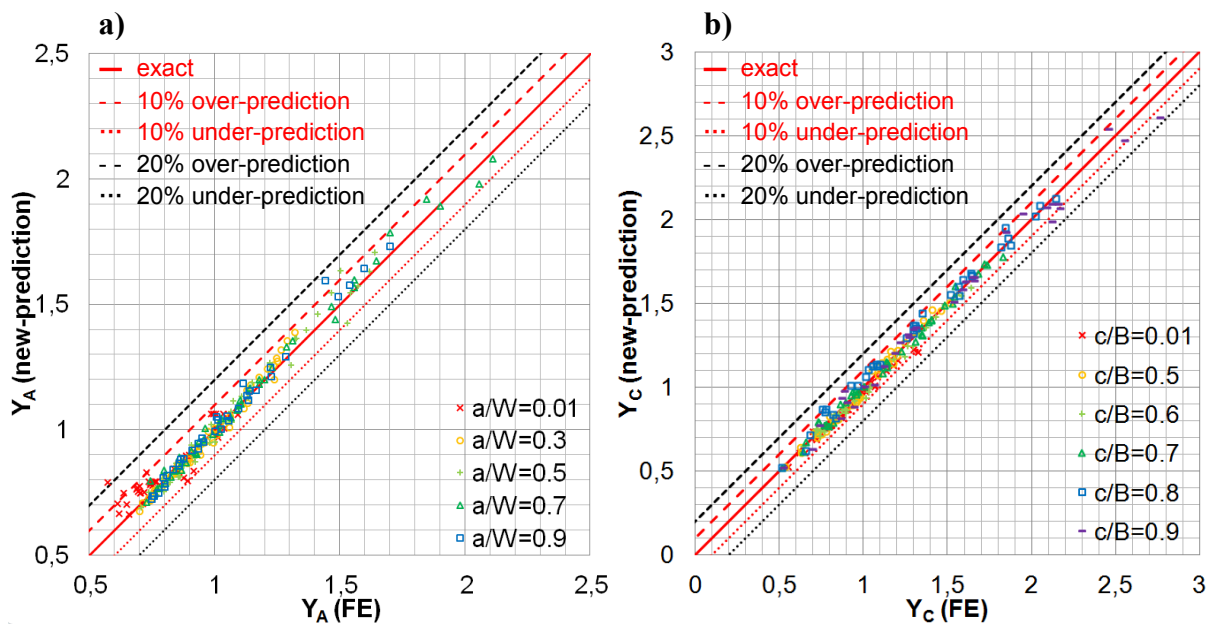 a)
2,5
exact
10% over-prediction
10% under-prediction
20% over-prediction
20% under-prediction
2
1,5
1
0,5
Y_A (new-prediction)
a/W=0.01
a/W=0.3
a/W=0.5
a/W=0.7
a/W=0.9
0,5 1 1,5 2 2,5
Y_A (FE)
b)
3
exact
10% over-prediction
10% under-prediction
20% over-prediction
20% under-prediction
2,5
2
1,5
1
0,5
0
Y_C (new-prediction)
c/B=0.01
c/B=0.5
c/B=0.6
c/B=0.7
c/B=0.8
c/B=0.9
0 0,5 1 1,5 2 2,5 3
Y_C (FE)